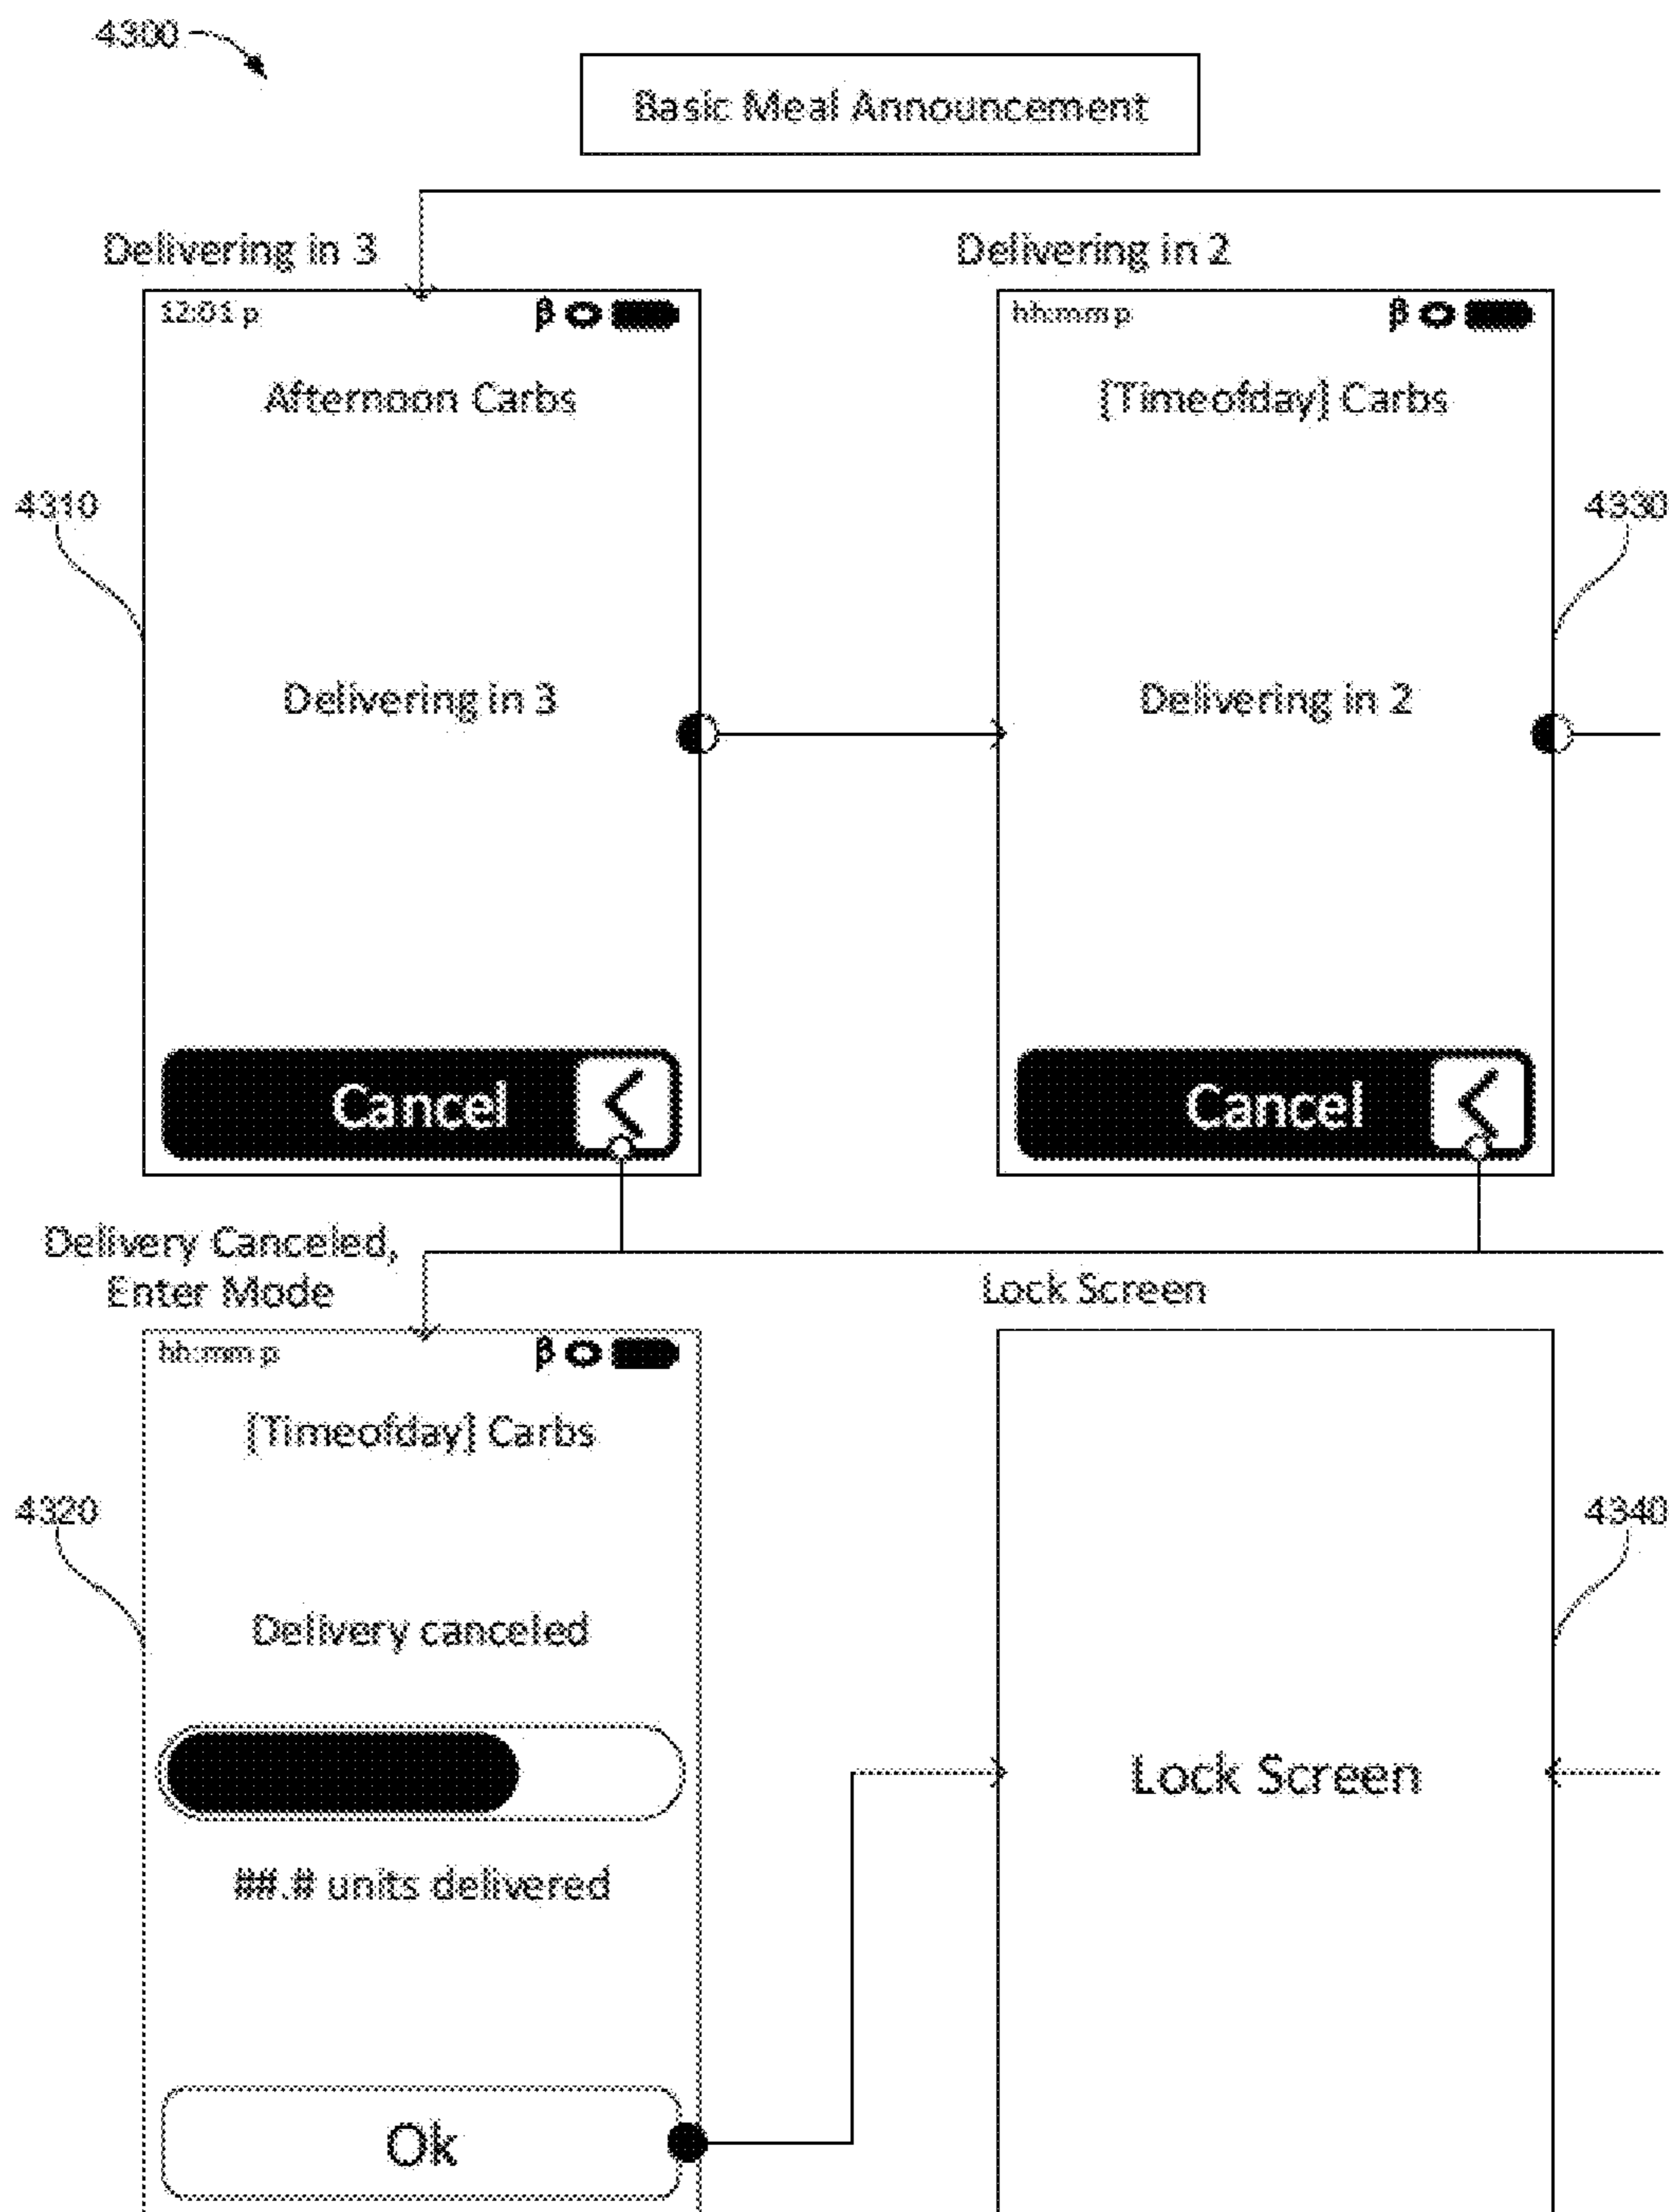 4300
Basic Meal Announcement
Delivering in 3
Delivering in 2
12:01 p
β
hh:mm p
β
Afternoon Carbs
[Timeofday] Carbs
4310
4330
Delivering in 3
Delivering in 2
Cancel
Cancel
Delivery Canceled,
Enter Mode
Lock Screen
hh:mm p
β
[Timeofday] Carbs
4320
4340
Delivery canceled
Lock Screen
##.# units delivered
Ok